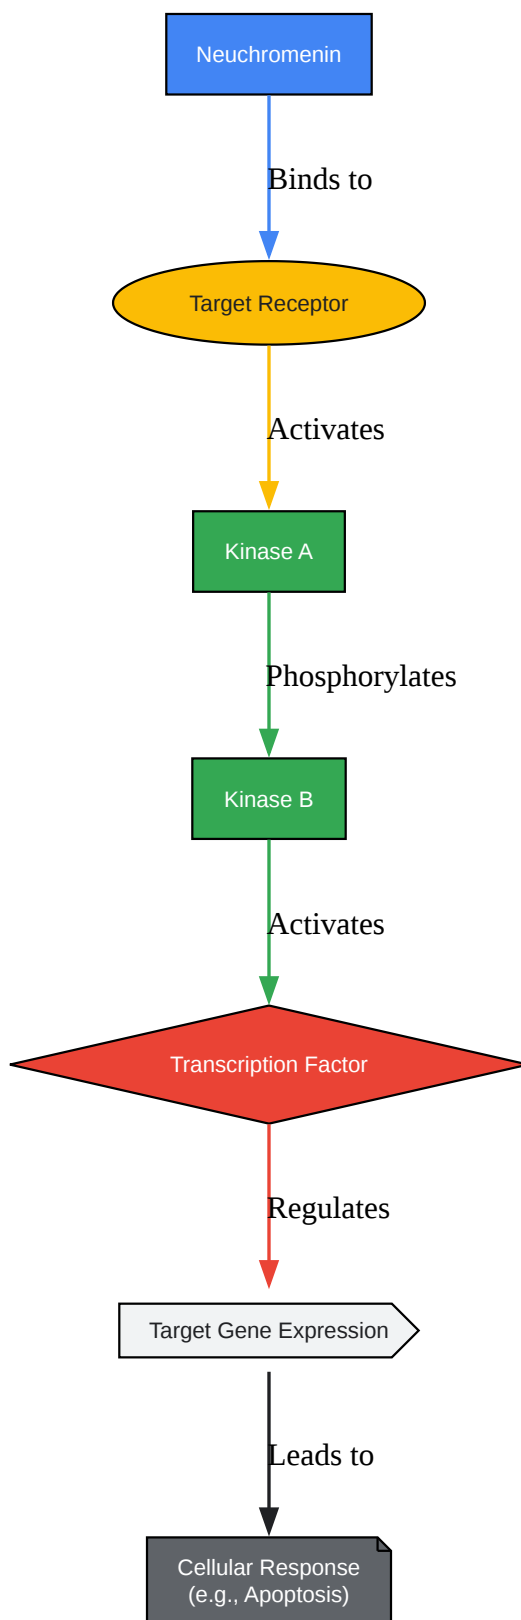 Neuchromenin
Binds to
Target Receptor
Activates
Kinase A
Phosphorylates
Kinase B
Activates
Transcription Factor
Regulates
Target Gene Expression
Leads to
Cellular Response
(e.g., Apoptosis)